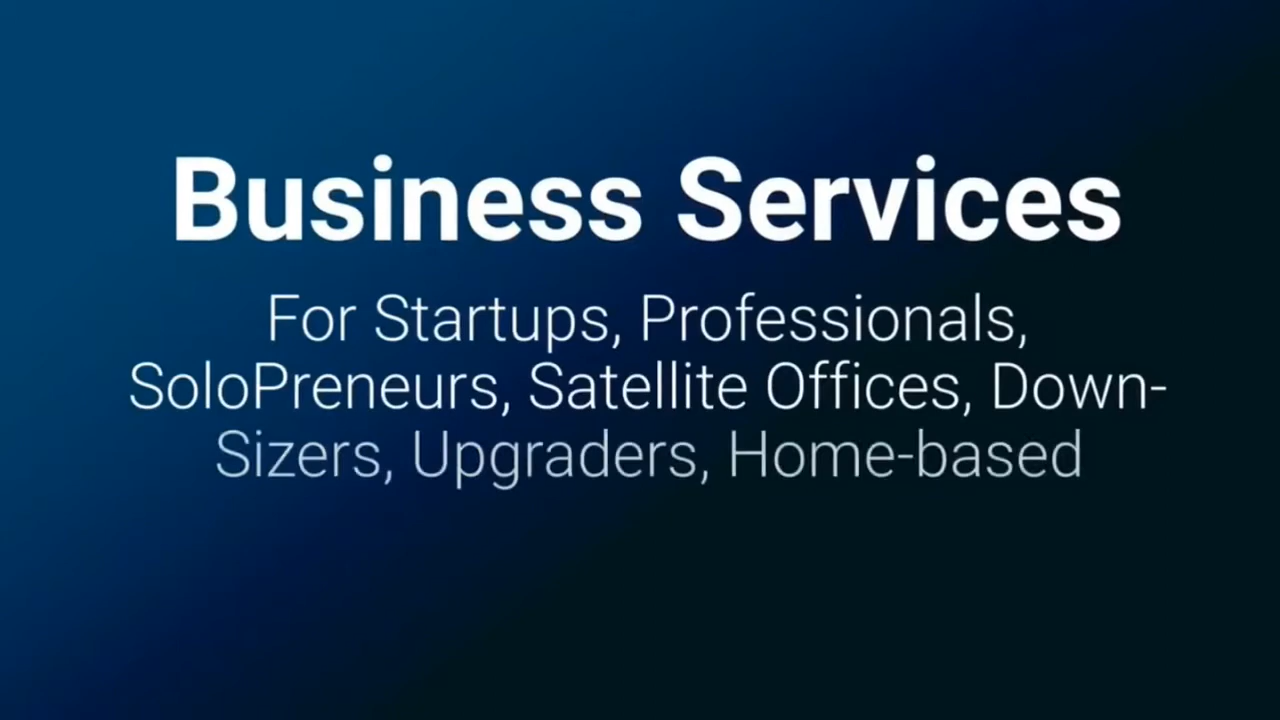 Business Services
For Startups, Professionals,
SoloPreneurs, Satellite Offices, Down-
Sizers, Upgraders, Home-based